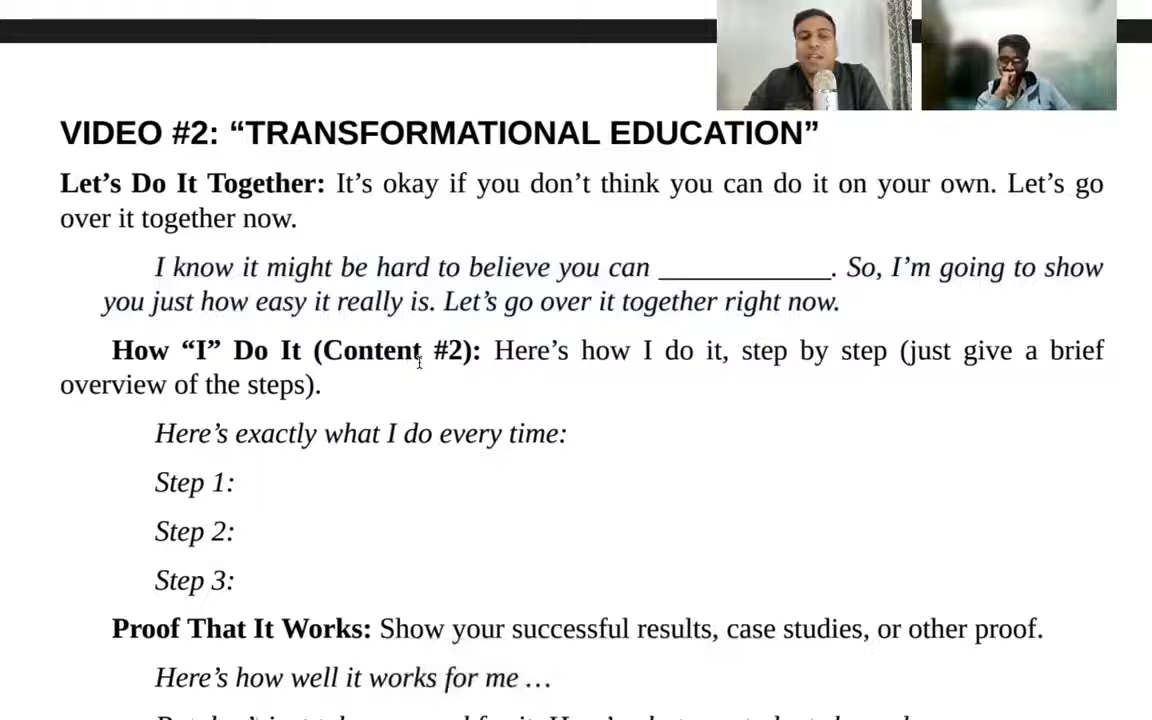 VIDEO #2: “TRANSFORMATIONAL EDUCATION”
Let’s Do It Together: It’s okay if you don’t think you can do it on your own. Let’s go
over it together now.
I know it might be hard to believe you can ____________. So, I’m going to show
you just how easy it really is. Let’s go over it together right now.
How “I” Do It (Content #2): Here’s how I do it, step by step (just give a brief
overview of the steps).
Here’s exactly what I do every time:
Step 1:
Step 2:
Step 3:
Proof That It Works: Show your successful results, case studies, or other proof.
Here’s how well it works for me …